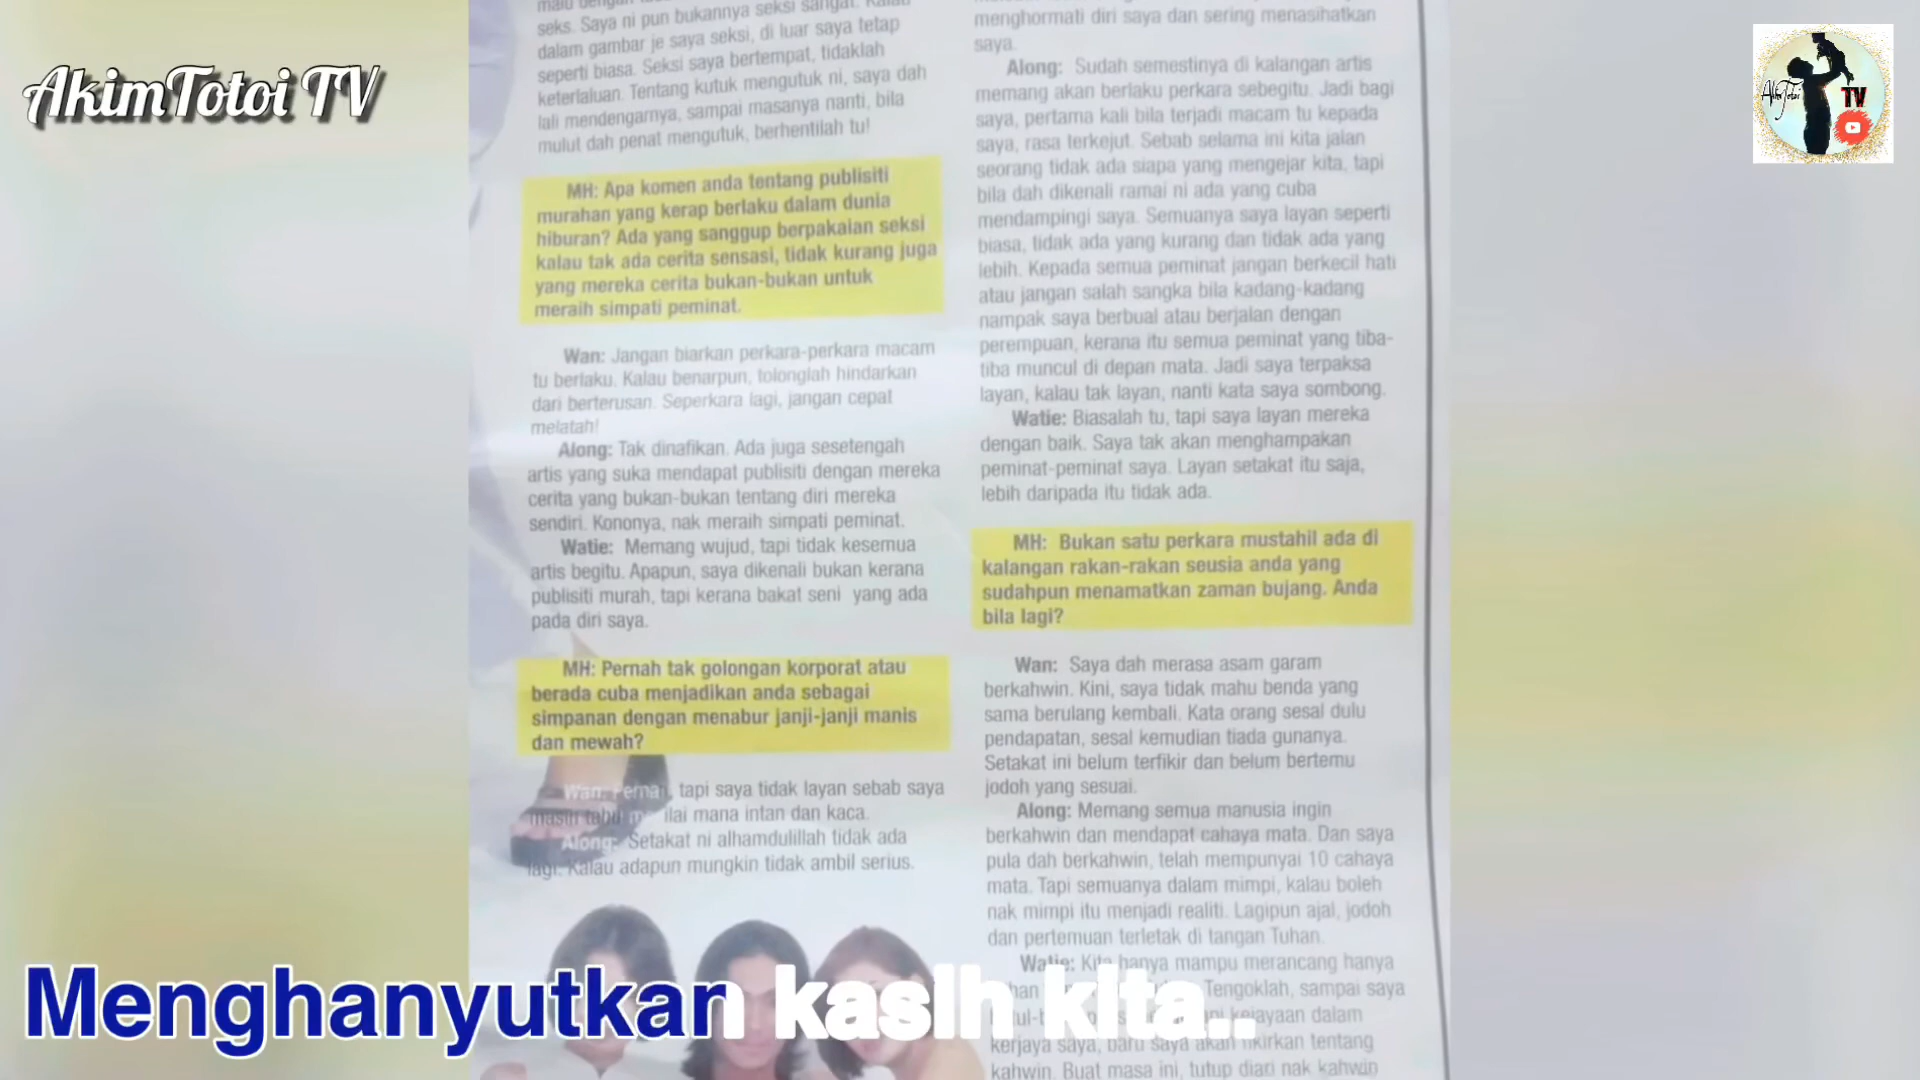 AkimTotoi TV
TV
seks. Saya ni pun bukannya seksi sangat. Kalau
dalam gambar je saya seksi, di luar saya tetap
seperti biasa. Seksi saya bertempat, tidaklah
keterlaluan. Tentang kutuk mengutuk ni, saya dah
lali mendengarnya, sampai masanya nanti, bila
mulut dah penat mengutuk, berhentilah tu!
MH: Apa komen anda tentang publisiti
murahan yang kerap berlaku dalam dunia
hiburan? Ada yang sanggup berpakaian seksi
kalau tak ada cerita sensasi, tidak kurang juga
yang mereka cerita bukan-bukan untuk
meraih simpati peminat.
Wan: Jangan biarkan perkara-perkara macam
tu berlaku. Kalau benarpun, tolonglah hindarkan
dari berterusan. Seperkara lagi, jangan cepat
melatah!
Along: Tak dinafikan. Ada juga sesetengah
artis yang suka mendapat publisiti dengan mereka
cerita yang bukan-bukan tentang diri mereka
sendiri. Kononya, nak meraih simpati peminat.
Watie: Memang wujud, tapi tidak kesemua
artis begitu. Apapun, saya dikenali bukan kerana
publisiti murah, tapi kerana bakat seni yang ada
pada diri saya.
MH: Pernah tak golongan korporat atau
berada cuba menjadikan anda sebagai
simpanan dengan menabur janji-janji manis
dan mewah?
Wan: Pernah, tapi saya tidak layan sebab saya
masih tahu mana intan dan kaca.
Along: Setakat ni alhamdulillah tidak ada
lagi. Kalau adapun mungkin tidak ambil serius.
menghormati diri saya dan sering menasihatkan
saya.
Along: Sudah semestinya di kalangan artis
memang akan berlaku perkara sebegitu. Jadi bagi
saya, pertama kali bila terjadi macam tu kepada
saya, rasa terkejut. Sebab selama ini kita jalan
seorang tidak ada siapa yang mengejar kita, tapi
bila dah dikenali ramai ni ada yang cuba
mendampingi saya. Semuanya saya layan seperti
biasa, tidak ada yang kurang dan tidak ada yang
lebih. Kepada semua peminat jangan berkecil hati
atau jangan salah sangka bila kadang-kadang
nampak saya berbual atau berjalan dengan
perempuan, kerana itu semua peminat yang tiba-
tiba muncul di depan mata. Jadi saya terpaksa
layan, kalau tak layan, nanti kata saya sombong.
Watie: Biasalah tu, tapi saya layan mereka
dengan baik. Saya tak akan menghampakan
peminat-peminat saya. Layan setakat itu saja,
lebih daripada itu tidak ada.
MH: Bukan satu perkara mustahil ada di
kalangan rakan-rakan seusia anda yang
sudahpun menamatkan zaman bujang. Anda
bila lagi?
Wan: Saya dah merasa asam garam
berkahwin. Kini, saya tidak mahu benda yang
sama berulang kembali. Kata orang sesal dulu
pendapatan, sesal kemudian tiada gunanya.
Setakat ini belum terfikir dan belum bertemu
jodoh yang sesuai.
Along: Memang semua manusia ingin
berkahwin dan mendapat cahaya mata. Dan saya
pula dah berkahwin, telah mempunyai 10 cahaya
mata. Tapi semuanya dalam mimpi, kalau boleh
nak mimpi itu menjadi realiti. Lagipun ajal, jodoh
dan pertemuan terletak di tangan Tuhan.
Watie: Kita hanya mampu merancang hanya
Tengoklah, sampai saya
kejayaan dalam
kerjaya saya, baru saya akan fikirkan tentang
kahwin. Buat masa ini, tutup diari nak kahwin
Menghanyutkan kasih kita..